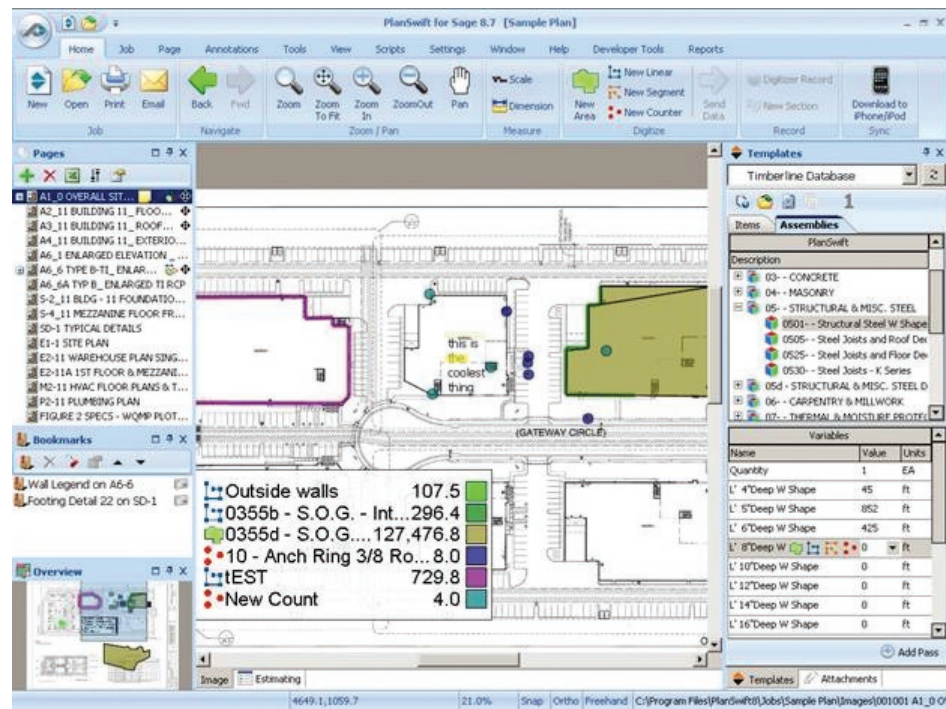 PlanSwift for Sage 8.7 [Sample Plan]
Home Job Page Annotations Tools View Scripts Settings Window Help Developer Tools Reports
New Open Print Email Back Fwd Zoom Zoom To Fit Zoom In ZoomOut Pan
Scale
Dimension
New Area
New Linear
New Segment
New Counter
Send Data
Digitizer Record
New Section
Download to iPhone/iPod
Job Navigate Zoom / Pan Measure Digitize Record Sync
Pages
A1_0 OVERALL SIT...
A2_11 BUILDING 11_ FLOO...
A3_11 BUILDING 11_ ROOF...
A4_11 BUILDING 11_ EXTERIO...
A6_1 ENLARGED ELEVATION _...
A6_6 TYPE B-TI_ ENLAR...
A6_6A TYP B_ ENLARGED TI RCP
S-2_11 BLDG - 11 FOUNDATIO...
S-4_11 MEZZANINE FLOOR FR...
SD-1 TYPICAL DETAILS
E1-1 SITE PLAN
E2-11 WAREHOUSE PLAN SING...
E2-11A 1ST FLOOR & MEZZANI...
M2-11 HVAC FLOOR PLANS & T...
P2-11 PLUMBING PLAN
FIGURE 2 SPECS - WQMP PLOT...
Bookmarks
Wall Legend on A6-6
Footing Detail 22 on SD-1
Overview
this is
the
coolest
thing
(GATEWAY CIRCLE)
Outside walls 107.5
0355b - S.O.G. - Int...296.4
0355d - S.O.G....127,476.8
10 - Anch Ring 3/8 Ro...8.0
tEST 729.8
New Count 4.0
Image Estimating
Templates
Timberline Database
1
Items Assemblies
PlanSwift
Description
03- - CONCRETE
04- - MASONRY
05- - STRUCTURAL & MISC. STEEL
0501- - Structural Steel W Shape
0505- - Steel Joists and Roof Dec
0525- - Steel Joists and Floor Dec
0530- - Steel Joists - K Series
05d - STRUCTURAL & MISC. STEEL D
06- - CARPENTRY & MILLWORK
07- - THERMAL & MOISTURE PROTEC
Variables
Name Value Units
Quantity 1 EA
L' 4"Deep W Shape 45 ft
L' 5"Deep W Shape 852 ft
L' 6"Deep W Shape 425 ft
L' 8"Deep W 0 ft
L' 10"Deep W Shape 0 ft
L' 12"Deep W Shape 0 ft
L' 14"Deep W Shape 0 ft
L' 16"Deep W Shape 0 ft
Add Pass
Templates Attachments
4649.1,1059.7 21.0% Snap Ortho Freehand C:\Program Files\PlanSwift8\Jobs\Sample Plan\Images\001001 A1_0 O